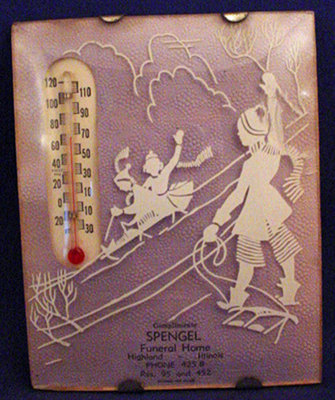 120 110
100 90
80 70
60 50
40 30
20 10
0 10
20 30
Compliments
SPENGEL
Funeral Home
Highland - Illinois
PHONE 425
Res. 95 and 452